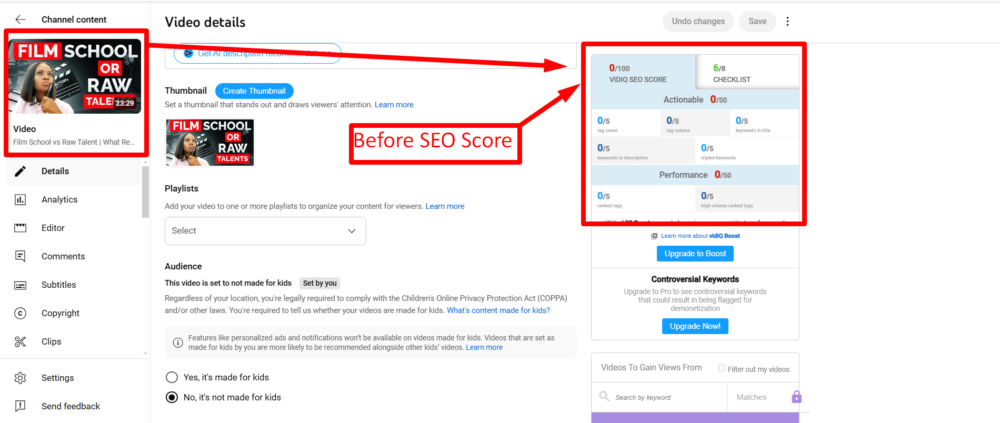 Channel content
Video details
Undo changes
Save
FILM SCHOOL
OR
RAW
TALENTS
ACTOR's
23:29
Video
Film School vs Raw Talent | What Re...
Details
Analytics
Editor
Comments
Subtitles
Copyright
Clips
Settings
Send feedback
Get AI description recommendations
Thumbnail
Create Thumbnail
Set a thumbnail that stands out and draws viewers' attention. Learn more
FILM SCHOOL
OR
RAW
TALENTS
Before SEO Score
Playlists
Add your video to one or more playlists to organize your content for viewers. Learn more
Select
Audience
This video is set to not made for kids
Set by you
Regardless of your location, you're legally required to comply with the Children's Online Privacy Protection Act (COPPA)
and/or other laws. You're required to tell us whether your videos are made for kids. What's content made for kids?
Features like personalized ads and notifications won't be available on videos made for kids. Videos that are set as
made for kids by you are more likely to be recommended alongside other kids' videos. Learn more
Yes, it's made for kids
No, it's not made for kids
0/100
VIDIQ SEO SCORE
6/8
CHECKLIST
Actionable 0/50
0/5
tag count
0/5
tag volume
0/5
keywords in title
0/5
keywords in description
0/5
tripled keywords
Performance 0/50
0/5
ranked tags
0/5
high volume ranked tags
Learn more about vidIQ Boost
Upgrade to Boost
Controversial Keywords
Upgrade to Pro to see controversial keywords
that could result in being flagged for
demonetization
Upgrade Now!
Videos To Gain Views From
Filter out my videos
Search by keyword
Matches